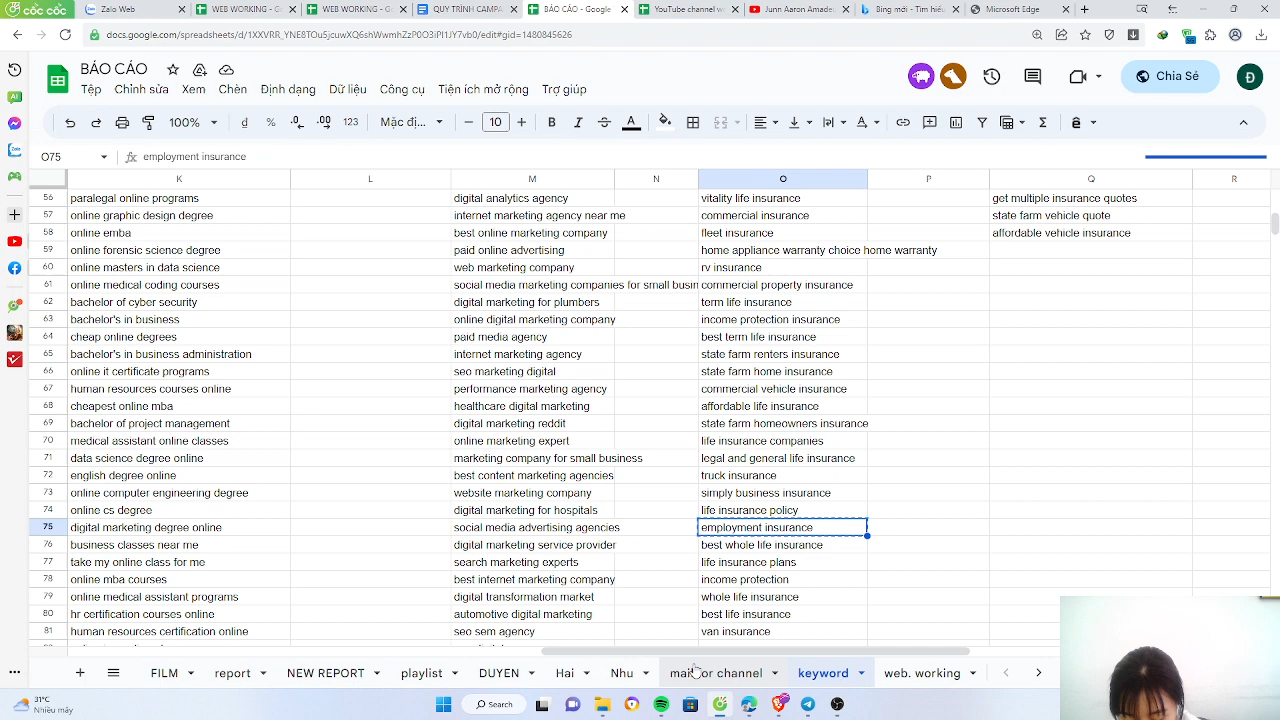 CỐC CỐC Zalo Web WEB WORKING - G WEB WORKING - G BÁO CÁO - Google YouTube channel w Junn Aaron Amade Bing mới - Tìm hiểu Microsoft Edge
docs.google.com/spreadsheets/d/1XXVRR_YNE8TOu5jcuwXQ6shWwmhZzP0O3IT1JY7vb0/edit#gid=1480845626
BÁO CÁO
Chia Sẻ
Đ
Tệp Chỉnh sửa Xem Chèn Định dạng Dữ liệu Công cụ Tiện ích mở rộng Trợ giúp
100% đ % .0 .00 123 Mặc đị... 10 B I A
O75 employment insurance
K L M N O P Q R
56 paralegal online programs digital analytics agency vitality life insurance get multiple insurance quotes
57 online graphic design degree internet marketing agency near me commercial insurance state farm vehicle quote
58 online emba best online marketing company fleet insurance affordable vehicle insurance
59 online forensic science degree paid online advertising home appliance warranty choice home warranty
60 online masters in data science web marketing company rv insurance
61 online medical coding courses social media marketing companies for small busin commercial property insurance
62 bachelor of cyber security digital marketing for plumbers term life insurance
63 bachelor's in business online digital marketing company income protection insurance
64 cheap online degrees paid media agency best term life insurance
65 bachelor's in business administration internet marketing agency state farm renters insurance
66 online it certificate programs seo marketing digital state farm home insurance
67 human resources courses online performance marketing agency commercial vehicle insurance
68 cheapest online mba healthcare digital marketing affordable life insurance
69 bachelor of project management digital marketing reddit state farm homeowners insurance
70 medical assistant online classes online marketing expert life insurance companies
71 data science degree online marketing company for small business legal and general life insurance
72 english degree online best content marketing agencies truck insurance
73 online computer engineering degree website marketing company simply business insurance
74 online cs degree digital marketing for hospitals life insurance policy
75 digital marketing degree online social media advertising agencies employment insurance
76 business classes near me digital marketing service provider best whole life insurance
77 take my online class for me search marketing experts life insurance plans
78 online mba courses best internet marketing company income protection
79 online medical assistant programs digital transformation market whole life insurance
80 hr certification courses online automotive digital marketing best life insurance
81 human resources certification online seo sem agency van insurance
FILM report NEW REPORT playlist DUYEN Hai Nhu channel keyword web. working
31°C
Nhiều mây
Search